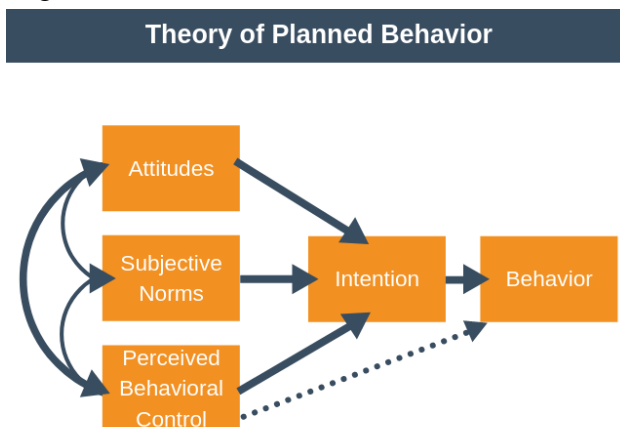 Theory of Planned Behavior
Attitudes
Subjective
Norms
Intention
Behavior
Perceived
Behavioral
Control